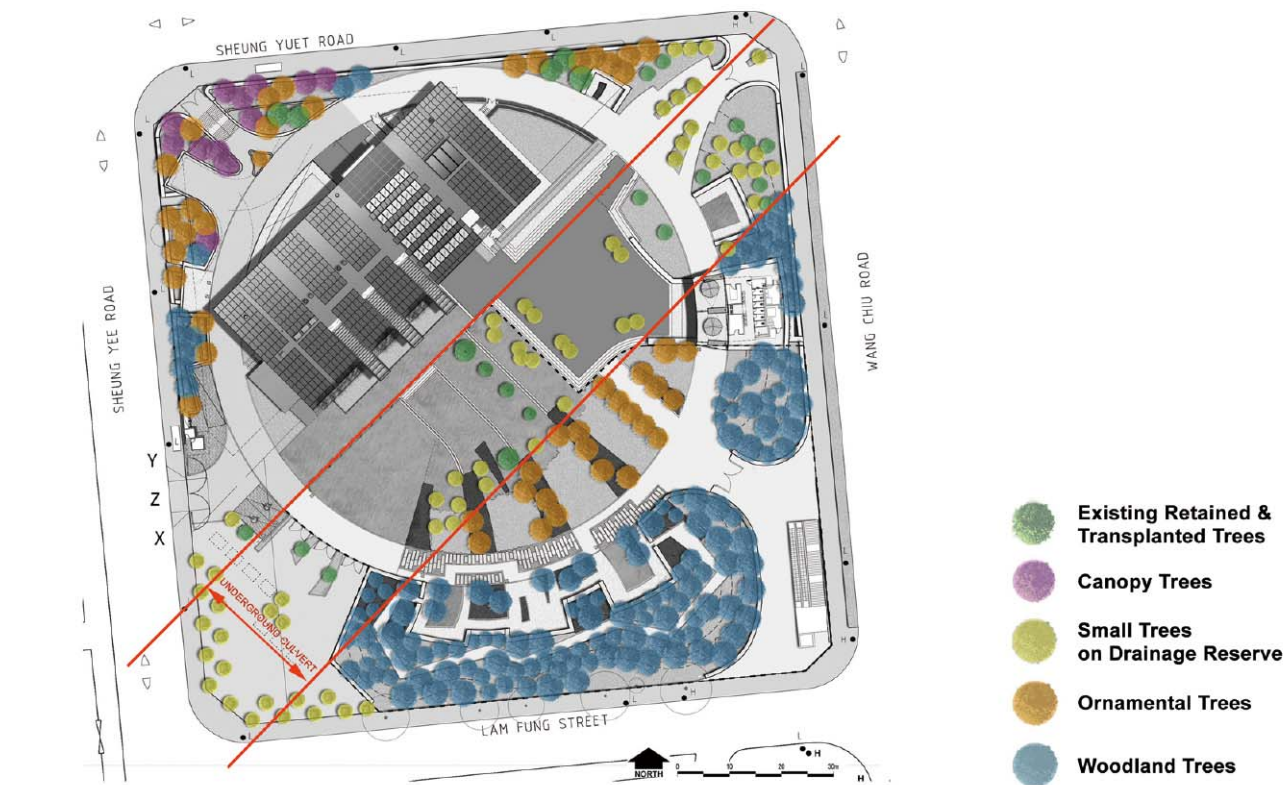 SHEUNG YUET ROAD
SHEUNG YEE ROAD
WANG CHIU ROAD
Y
Z
X
UNDERGROUND CULVERT
LAM FUNG STREET
NORTH
0 10 20 30m
Existing Retained &
Transplanted Trees
Canopy Trees
Small Trees
on Drainage Reserve
Ornamental Trees
Woodland Trees
H
L
L
L
L
L
L
L
L
L
H
L
H
L
L
H
H